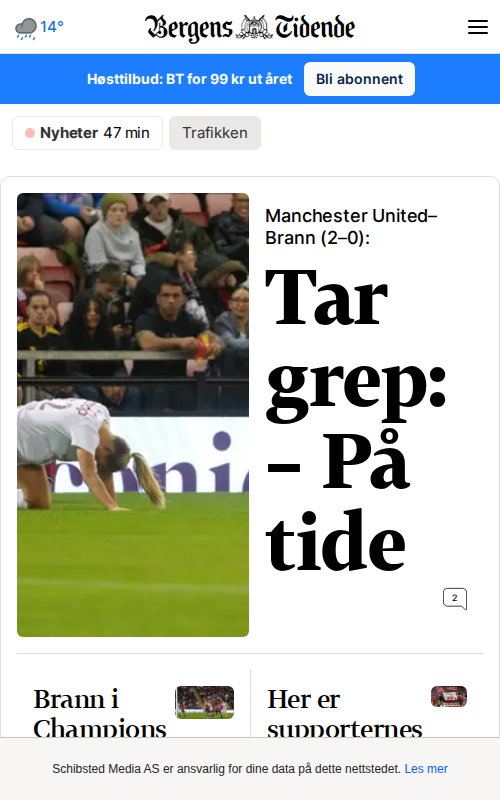 14°
Bergens Tidende
Høsttilbud: BT for 99 kr ut året
Bli abonnent
Nyheter 47 min
Trafikken
Manchester United–
Brann (2–0):
Tar
grep:
– På
tide
2
Brann i
Champions
Her er
supporternes
Schibsted Media AS er ansvarlig for dine data på dette nettstedet. Les mer